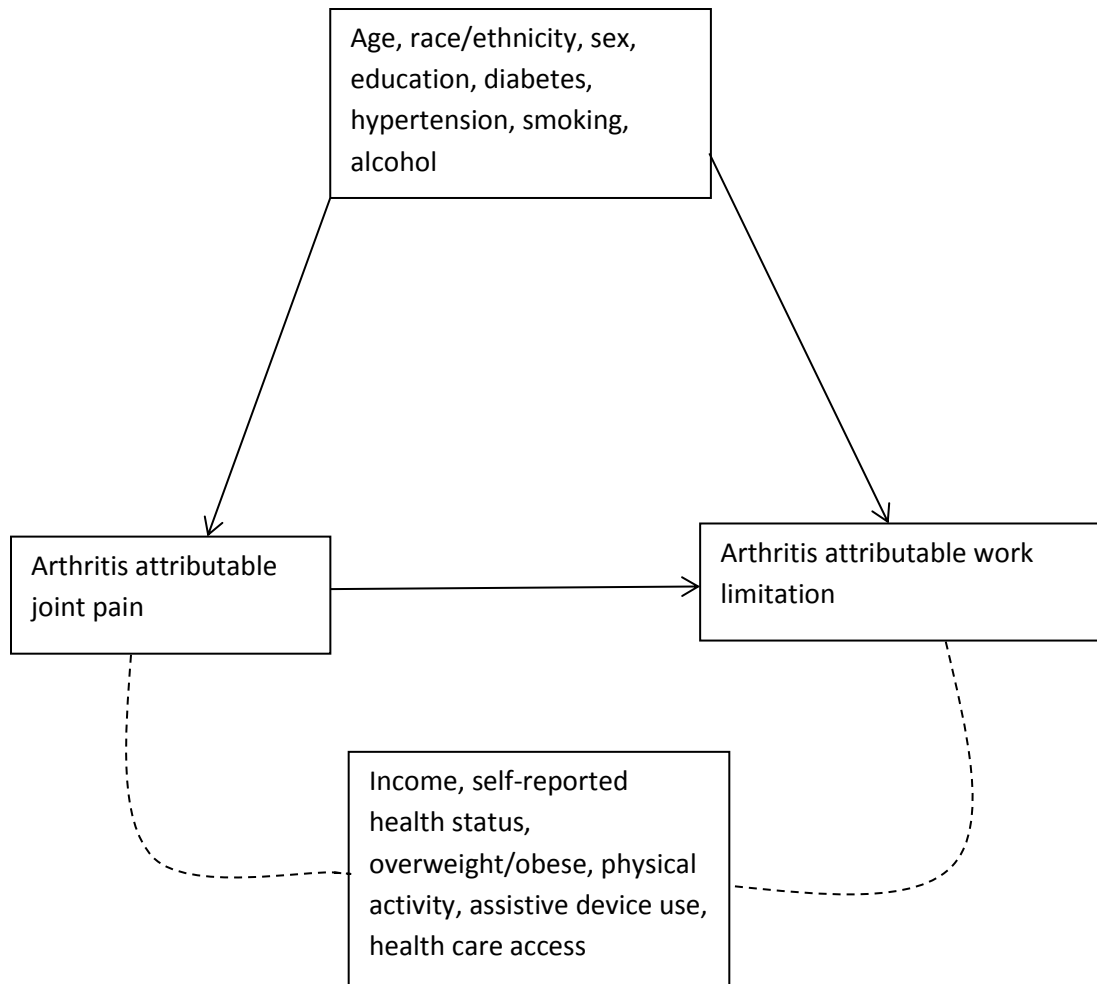 Age, race/ethnicity, sex,
education, diabetes,
hypertension, smoking,
alcohol
Arthritis attributable
joint pain
Arthritis attributable work
limitation
Income, self-reported
health status,
overweight/obese, physical
activity, assistive device use,
health care access